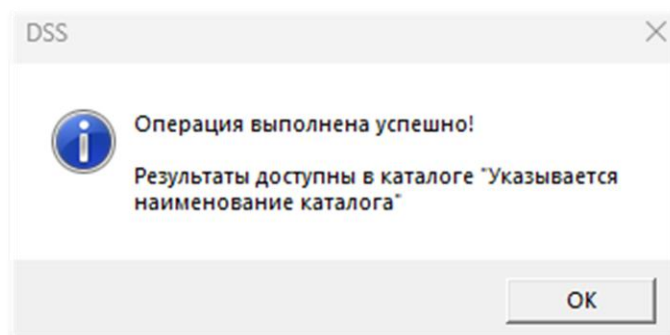 DSS
Операция выполнена успешно!
Результаты доступны в каталоге "Указывается
наименование каталога"
OK